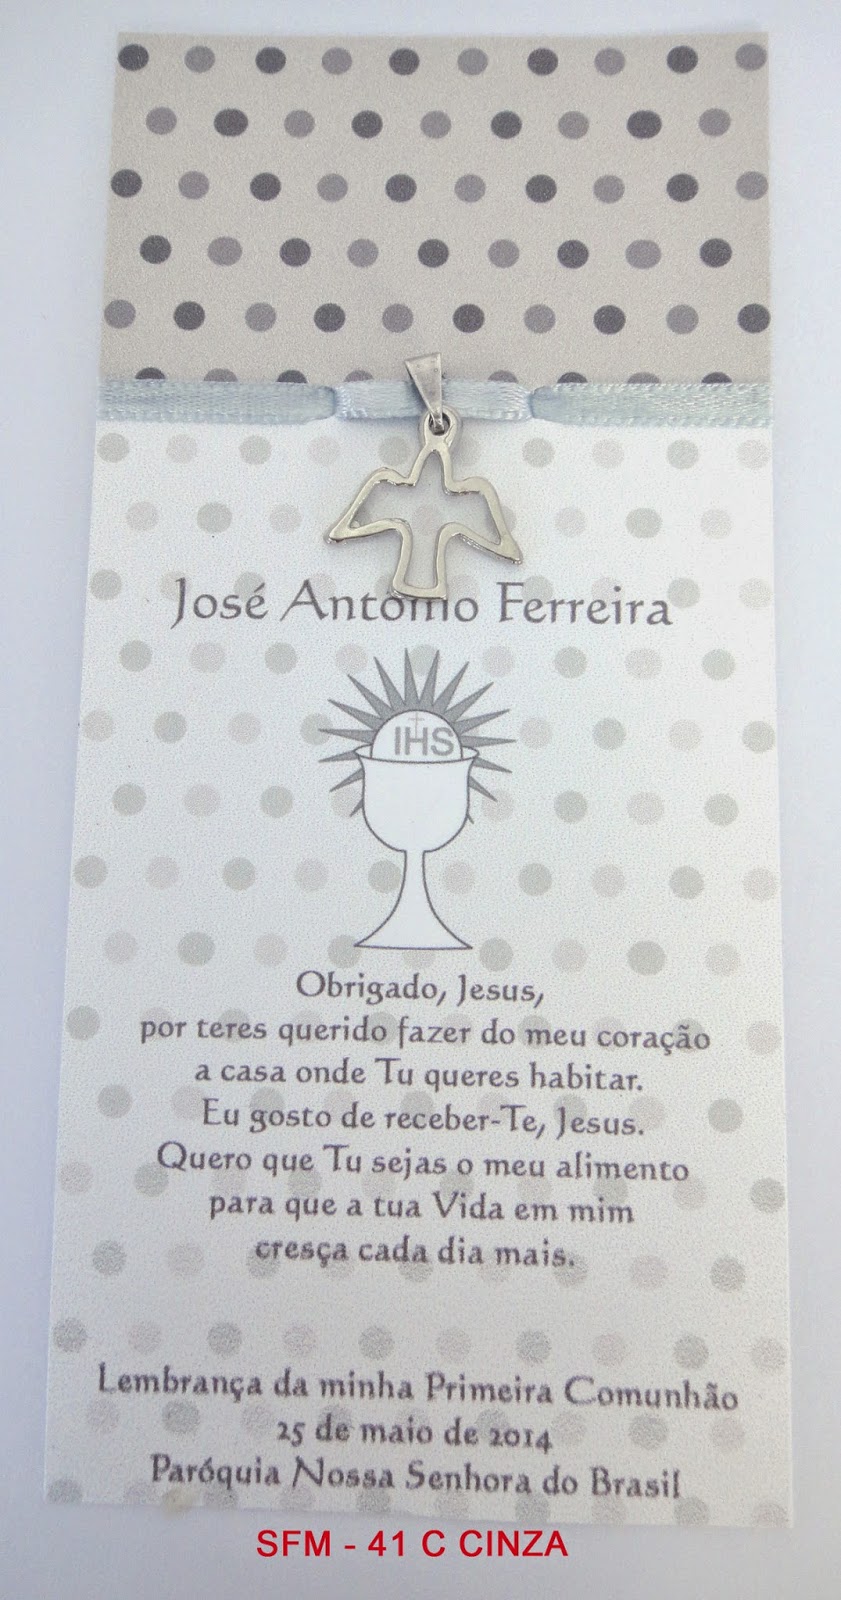 José Antonio Ferreira
IHS
Obrigado, Jesus,
por teres querido fazer do meu coração
a casa onde Tu queres habitar.
Eu gosto de receber-Te, Jesus.
Quero que Tu sejas o meu alimento
para que a tua Vida em mim
cresça cada dia mais.
Lembrança da minha Primeira Comunhão
25 de maio de 2014
Paróquia Nossa Senhora do Brasil
SFM - 41 C CINZA